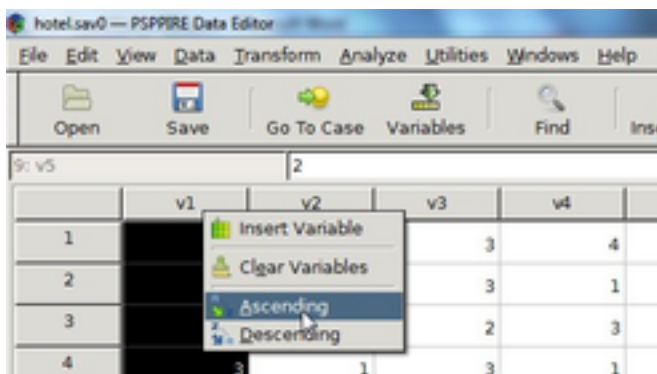 hotel.sav0 — PSPPIRE Data Editor
File Edit View Data Transform Analyze Utilities Windows Help
Open Save Go To Case Variables Find
9: v5 2
v1 v2 v3 v4
1 3 4
Insert Variable
2 3 1
Clear Variables
Ascending
3 2 3
Descending
4 3 1 3 1